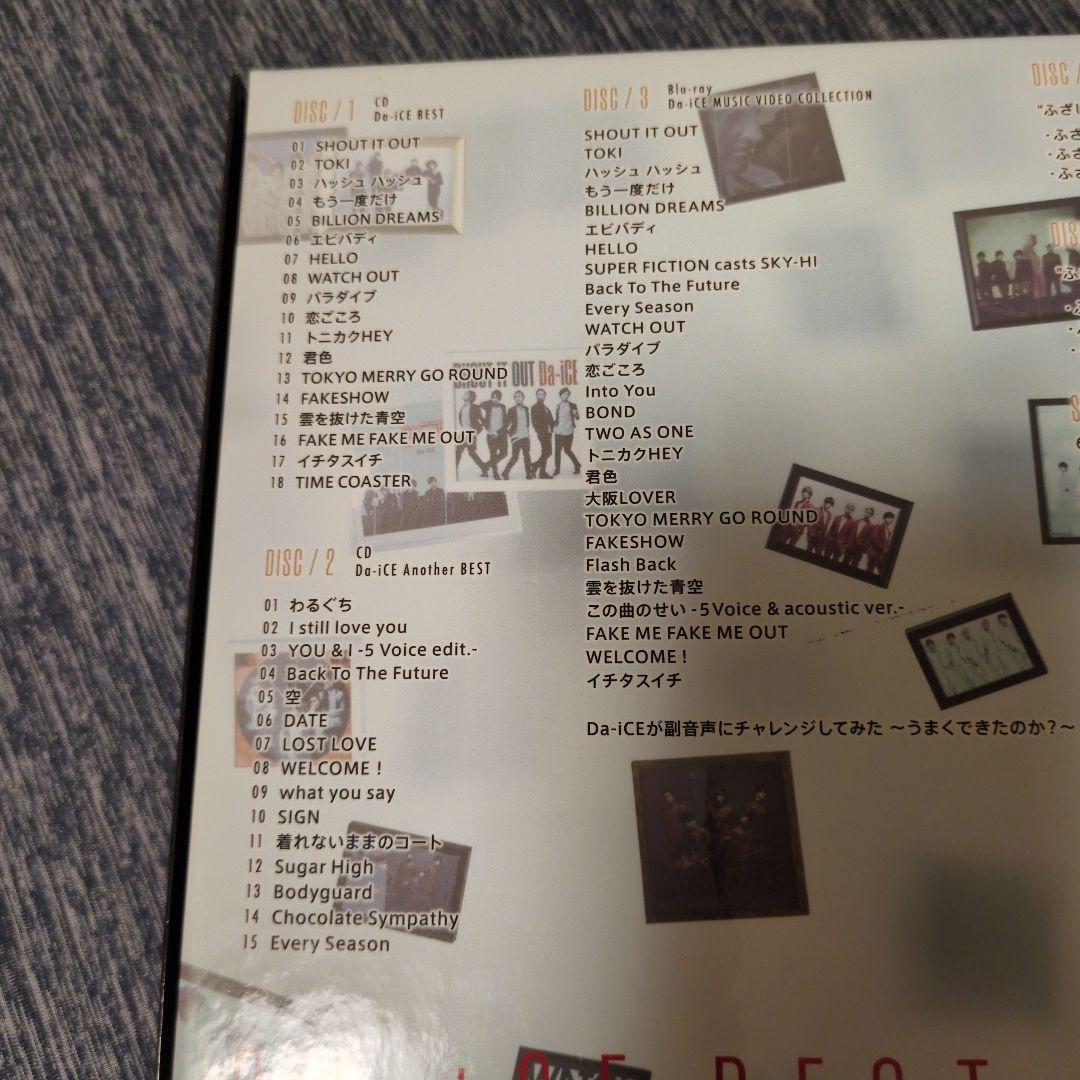 DISC / 1
CD
Da-iCE BEST
01 SHOUT IT OUT
02 TOKI
03 ハッシュ ハッシュ
04 もう一度だけ
05 BILLION DREAMS
06 エビバディ
07 HELLO
08 WATCH OUT
09 パラダイブ
10 恋ごころ
11 トニカクHEY
12 君色
13 TOKYO MERRY GO ROUND
14 FAKESHOW
15 雲を抜けた青空
16 FAKE ME FAKE ME OUT
17 イチタスイチ
18 TIME COASTER
SHOUT IT OUT Da-iCE
DISC / 2
CD
Da-iCE Another BEST
01 わるぐち
02 I still love you
03 YOU & I -5 Voice edit.-
04 Back To The Future
05 空
06 DATE
07 LOST LOVE
08 WELCOME !
09 what you say
10 SIGN
11 着れないままのコート
12 Sugar High
13 Bodyguard
14 Chocolate Sympathy
15 Every Season
DISC / 3
Blu-ray
Da-iCE MUSIC VIDEO COLLECTION
SHOUT IT OUT
TOKI
ハッシュ ハッシュ
もう一度だけ
BILLION DREAMS
エビバディ
HELLO
SUPER FICTION casts SKY-HI
Back To The Future
Every Season
WATCH OUT
パラダイブ
恋ごころ
Into You
BOND
TWO AS ONE
トニカクHEY
君色
大阪LOVER
TOKYO MERRY GO ROUND
FAKESHOW
Flash Back
雲を抜けた青空
この曲のせい -5Voice & acoustic ver.-
FAKE ME FAKE ME OUT
WELCOME !
イチタスイチ
Da-iCEが副音声にチャレンジしてみた ～うまくできたのか？～
DISC /
"ふざい
・ふざ
・ふざ
・ふざ
DIS
"ふ
BEST